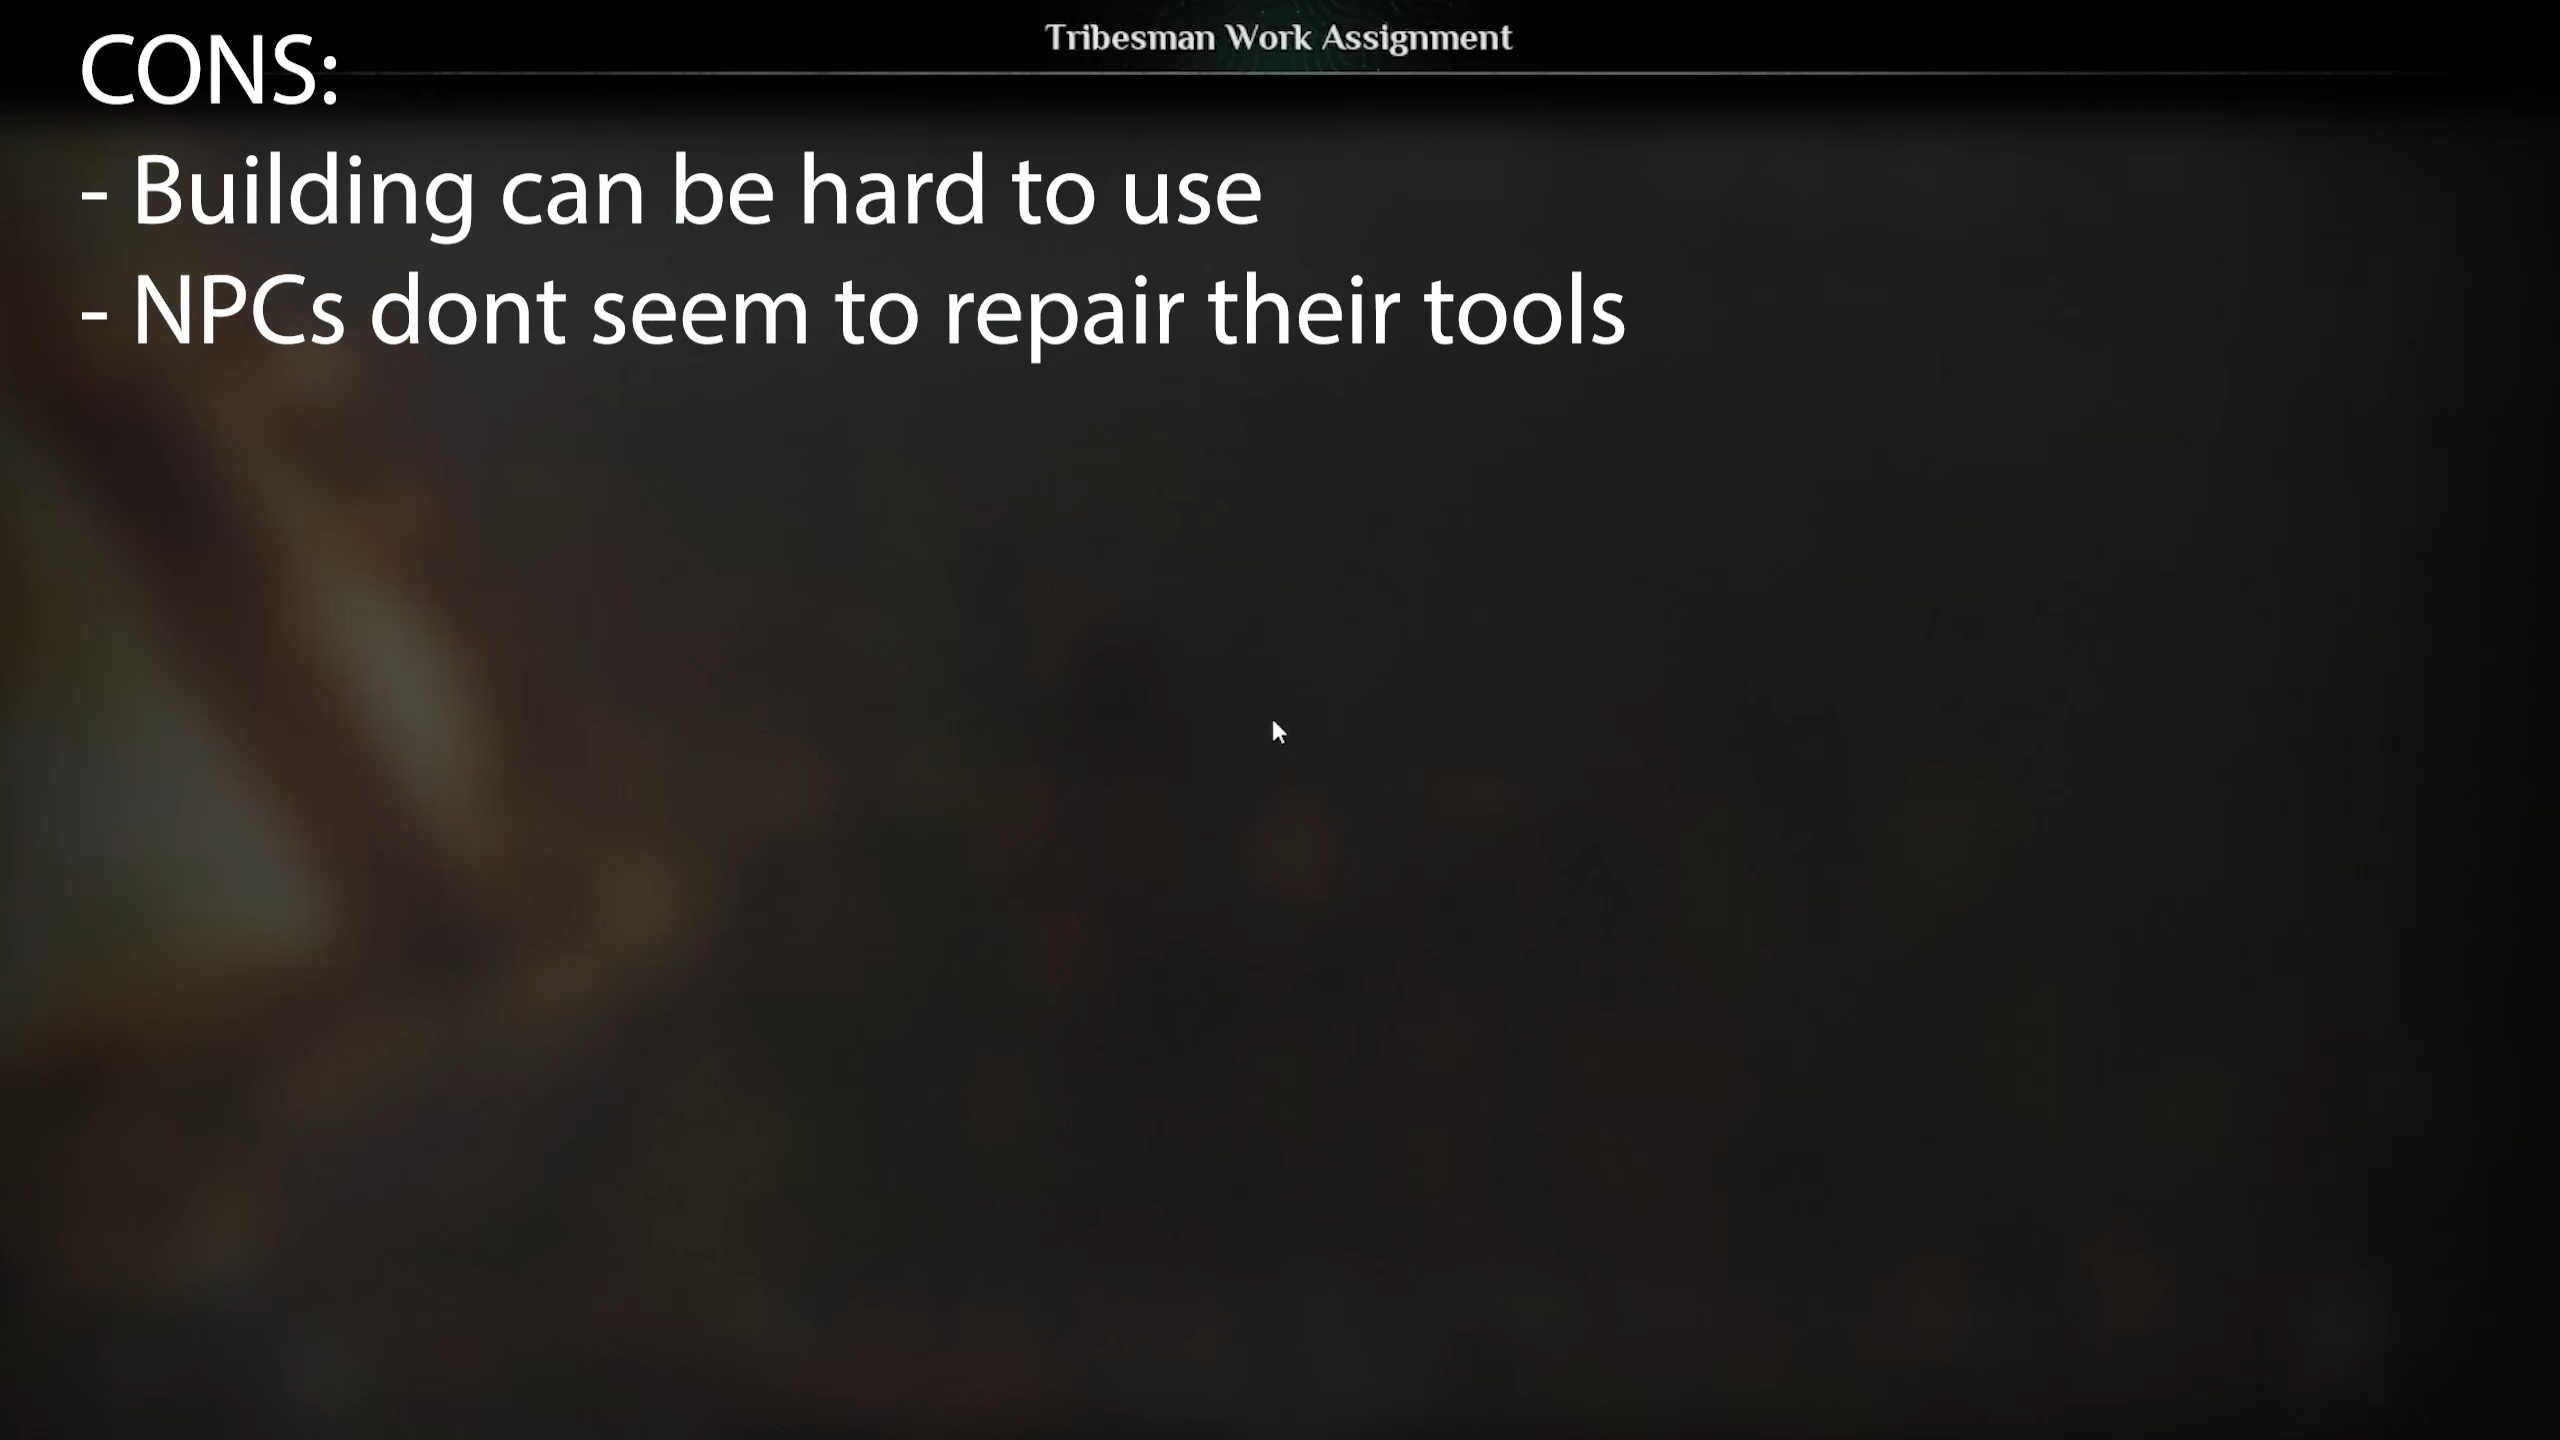 Tribesman Work Assignment
CONS:
- Building can be hard to use
- NPCs dont seem to repair their tools